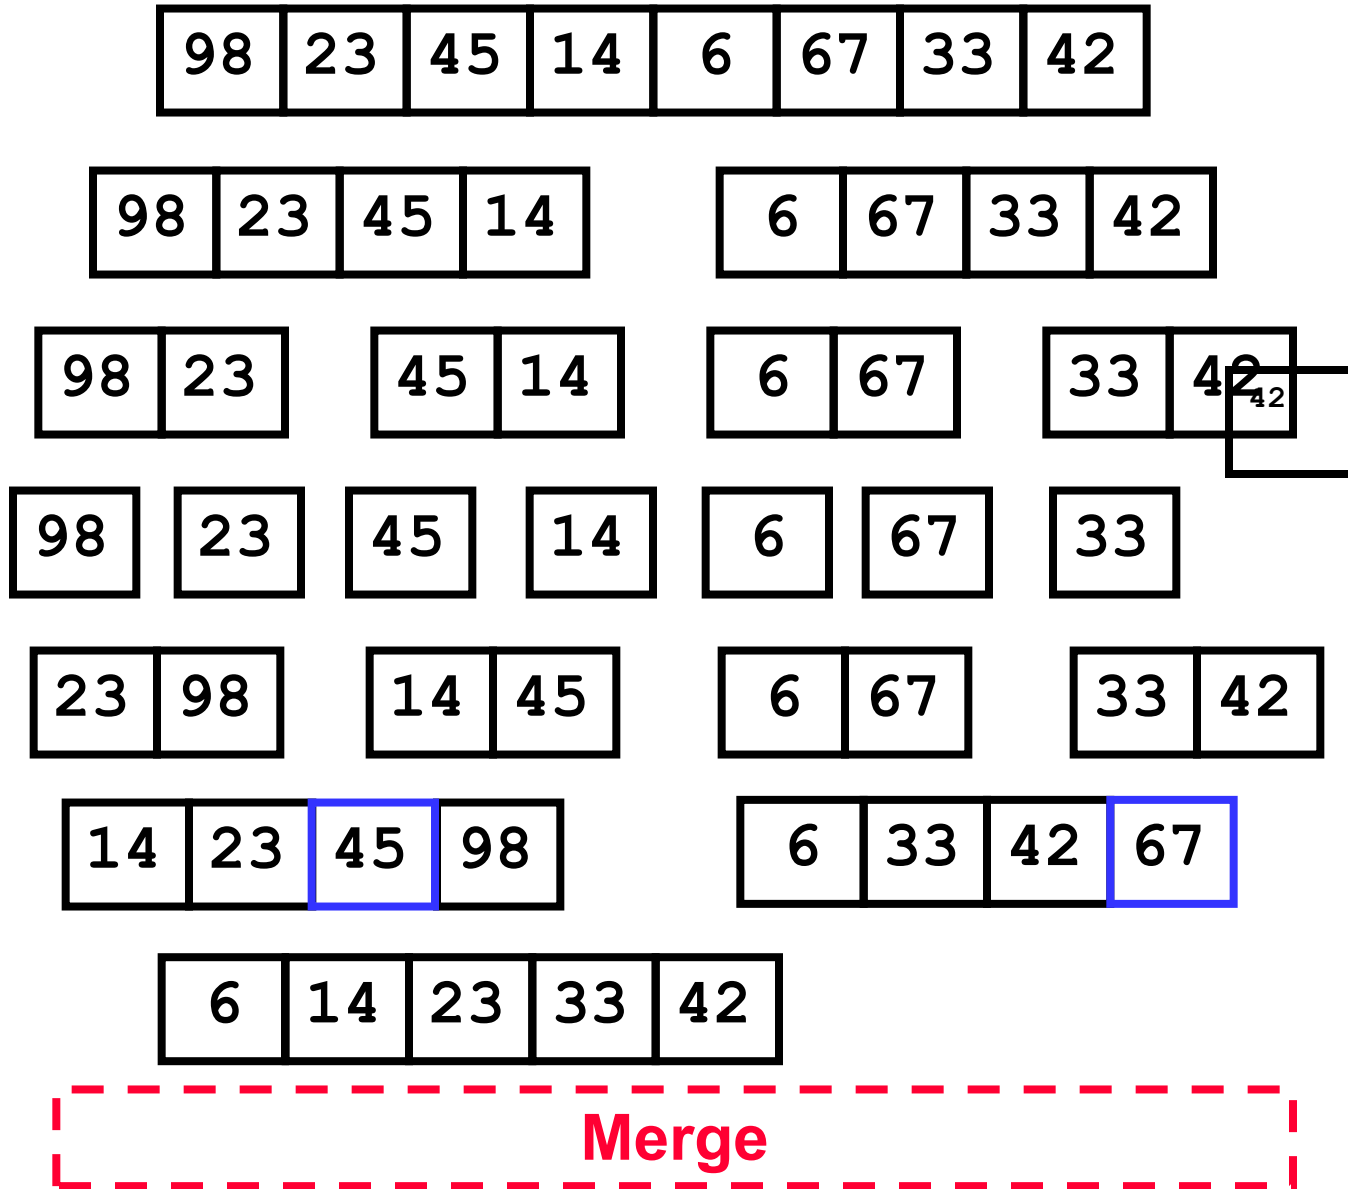 98 23 45 14 6 67 33 42
98 23 45 14 6 67 33 42
98 23 45 14 6 67 33 42
42
98 23 45 14 6 67 33
23 98 14 45 6 67 33 42
14 23 45 98 6 33 42 67
6 14 23 33 42
Merge